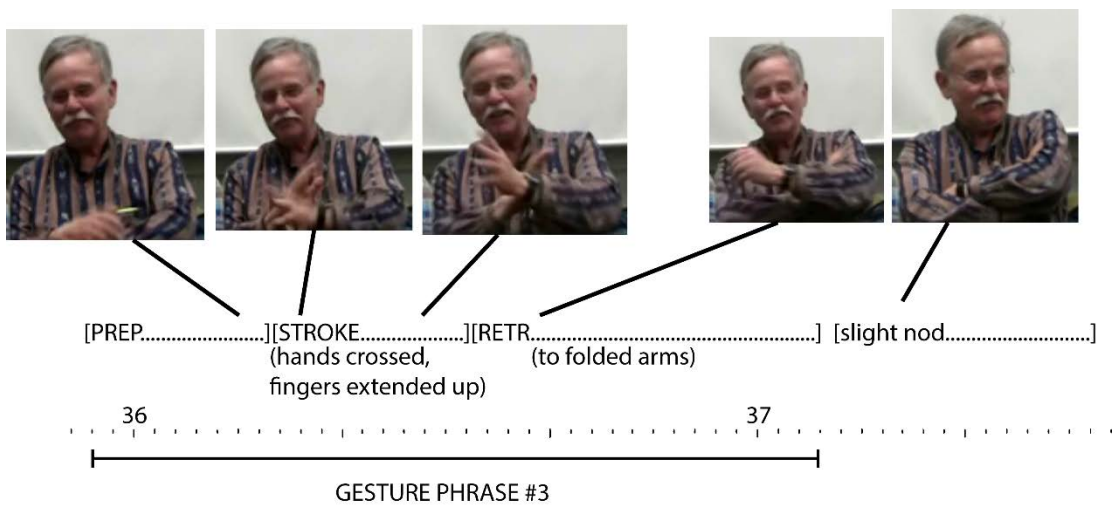 [PREP.......................][STROKE...................][RETR....................................................] [slight nod...........................]
(hands crossed, (to folded arms)
fingers extended up)
36 37
GESTURE PHRASE #3